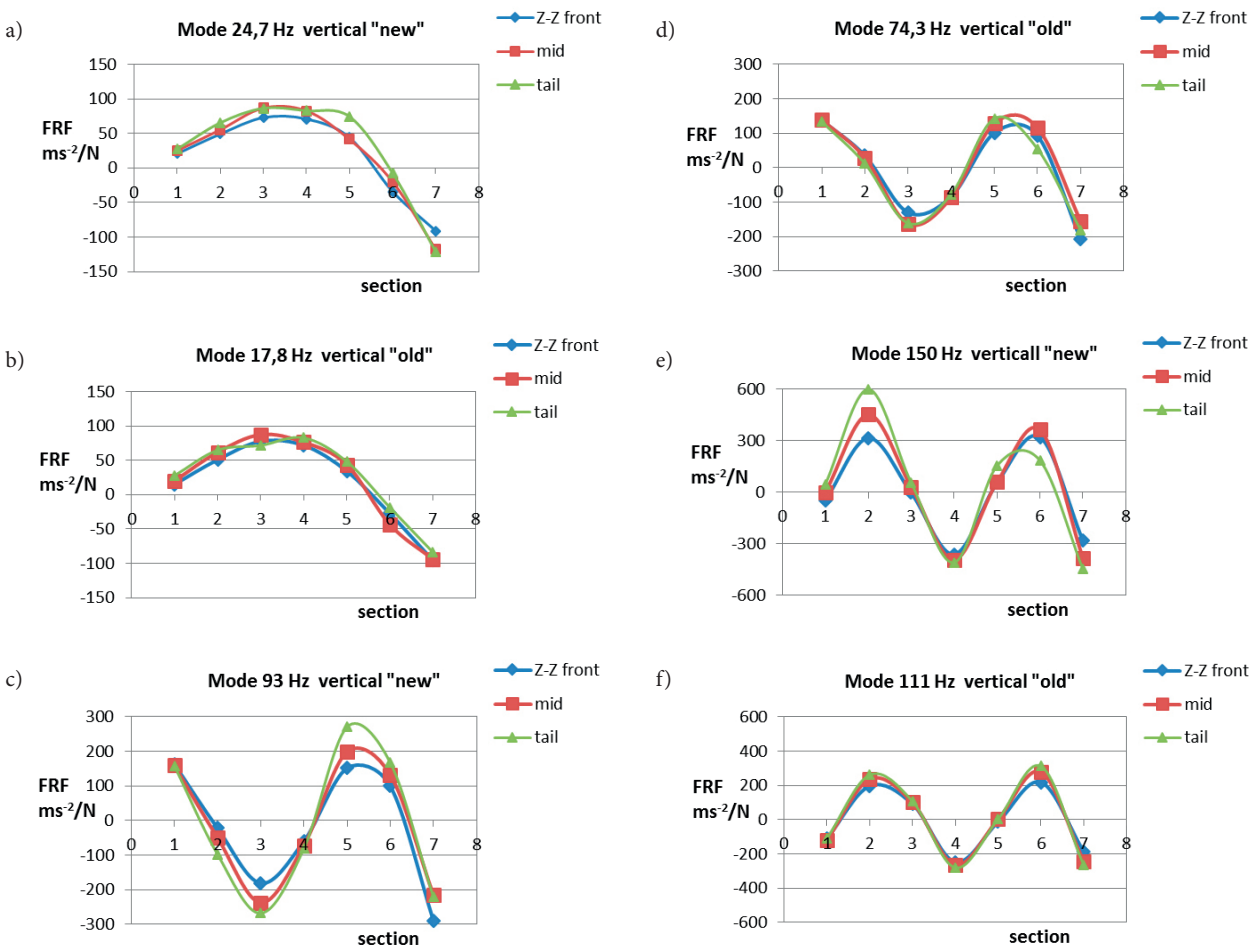 a)
Mode 24,7 Hz vertical "new"
Z-Z front
mid
tail
150
100
50
0
-50
-100
-150
FRF
ms-2/N
0 1 2 3 4 5 6 7 8
section
b)
Mode 17,8 Hz vertical "old"
Z-Z front
mid
tail
150
100
50
0
-50
-100
-150
FRF
ms-2/N
0 1 2 3 4 5 6 7 8
section
c)
Mode 93 Hz vertical "new"
Z-Z front
mid
tail
300
200
100
0
-100
-200
-300
FRF
ms-2/N
0 1 2 3 4 5 6 7 8
section
d)
Mode 74,3 Hz vertical "old"
Z-Z front
mid
tail
300
200
100
0
-100
-200
-300
FRF
ms-2/N
0 1 2 3 4 5 6 7 8
section
e)
Mode 150 Hz verticall "new"
Z-Z front
mid
tail
600
300
0
-300
-600
FRF
ms-2/N
0 1 2 3 4 5 6 7 8
section
f)
Mode 111 Hz vertical "old"
Z-Z front
mid
tail
600
400
200
0
-200
-400
-600
FRF
ms-2/N
0 1 2 3 4 5 6 7 8
section